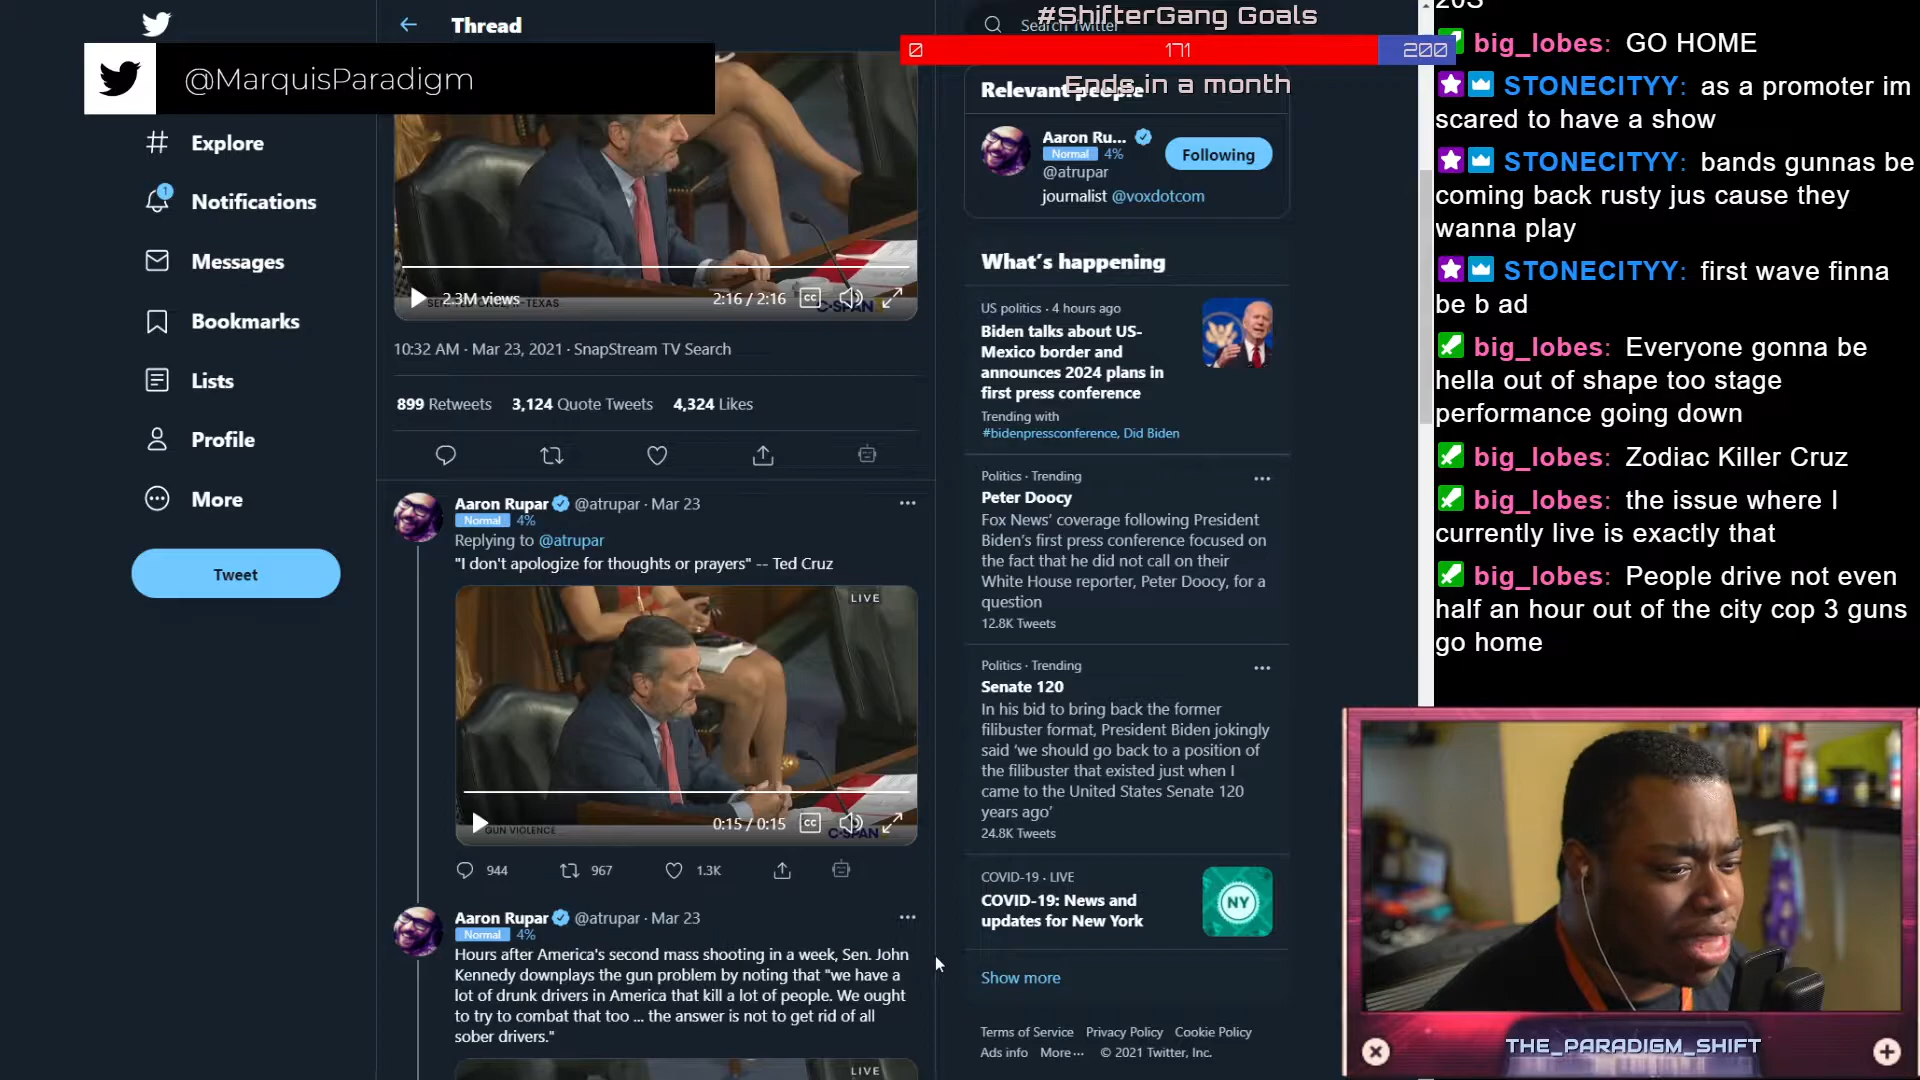 Thread
@MarquisParadigm
Explore
1
Notifications
Messages
Bookmarks
Lists
Profile
More
Tweet
2.3M views
2:16 / 2:16
10:32 AM · Mar 23, 2021 · SnapStream TV Search
899 Retweets 3,124 Quote Tweets 4,324 Likes
Aaron Rupar @atrupar · Mar 23
Normal 4%
Replying to @atrupar
"I don't apologize for thoughts or prayers" -- Ted Cruz
LIVE
GUN VIOLENCE
0:15 / 0:15
C-SPAN
944 967 1.3K
Aaron Rupar @atrupar · Mar 23
Normal 4%
Hours after America's second mass shooting in a week, Sen. John
Kennedy downplays the gun problem by noting that "we have a
lot of drunk drivers in America that kill a lot of people. We ought
to try to combat that too ... the answer is not to get rid of all
sober drivers."
LIVE
#ShifterGang Goals
Search Twitter
0 171 200
Ends in a month
Relevant people
Aaron Ru...
Normal 4%
@atrupar
Following
journalist @voxdotcom
What's happening
US politics · 4 hours ago
Biden talks about US-
Mexico border and
announces 2024 plans in
first press conference
Trending with
#bidenpressconference, Did Biden
Politics · Trending
Peter Doocy
Fox News' coverage following President
Biden's first press conference focused on
the fact that he did not call on their
White House reporter, Peter Doocy, for a
question
12.8K Tweets
Politics · Trending
Senate 120
In his bid to bring back the former
filibuster format, President Biden jokingly
said 'we should go back to a position of
the filibuster that existed just when I
came to the United States Senate 120
years ago'
24.8K Tweets
COVID-19 · LIVE
COVID-19: News and
updates for New York
NY
Show more
Terms of Service Privacy Policy Cookie Policy
Ads info More··· © 2021 Twitter, Inc.
big_lobes: GO HOME
STONECITYY: as a promoter im
scared to have a show
STONECITYY: bands gunnas be
coming back rusty jus cause they
wanna play
STONECITYY: first wave finna
be b ad
big_lobes: Everyone gonna be
hella out of shape too stage
performance going down
big_lobes: Zodiac Killer Cruz
big_lobes: the issue where I
currently live is exactly that
big_lobes: People drive not even
half an hour out of the city cop 3 guns
go home
THE_PARADIGM_SHIFT